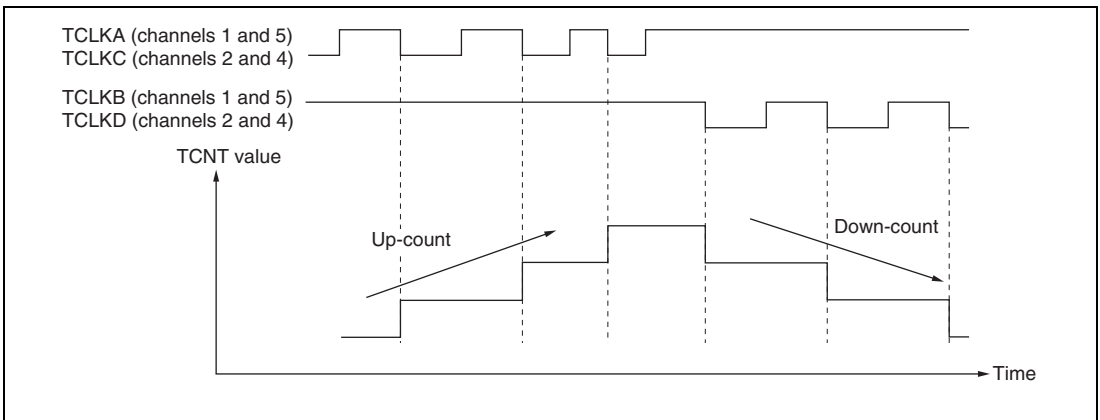 TCLKA (channels 1 and 5)
TCLKC (channels 2 and 4)
TCLKB (channels 1 and 5)
TCLKD (channels 2 and 4)
TCNT value
Up-count
Down-count
Time